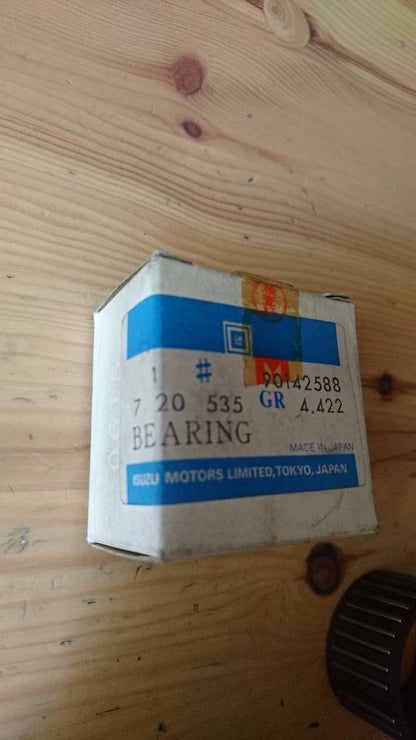 1 # 90142588
7 20 535 GR 4.422
BEARING
MADE IN JAPAN
ISUZU MOTORS LIMITED, TOKYO, JAPAN